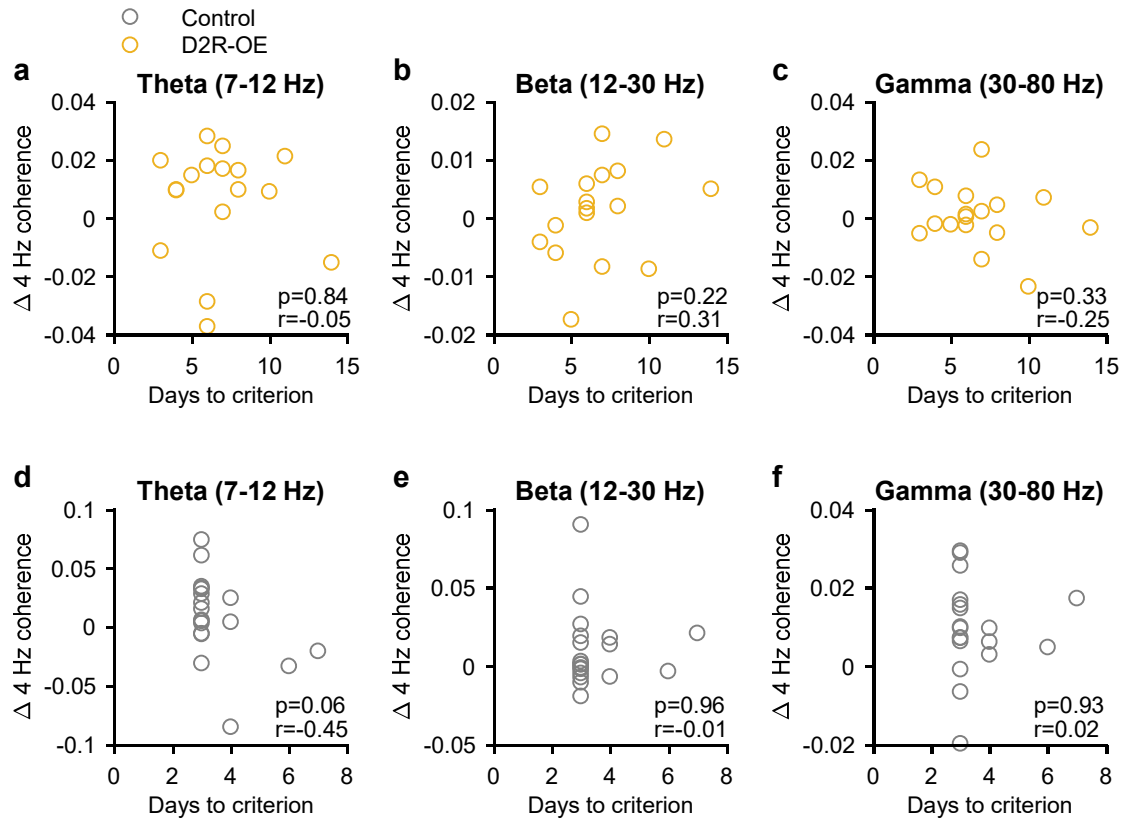 Control
D2R-OE
a
Theta (7-12 Hz)
0.04
0.02
0
-0.02
-0.04
Δ 4 Hz coherence
p=0.84
r=-0.05
0 5 10 15
Days to criterion
b
Beta (12-30 Hz)
0.02
0.01
0
-0.01
-0.02
Δ 4 Hz coherence
p=0.22
r=0.31
0 5 10 15
Days to criterion
c
Gamma (30-80 Hz)
0.04
0.02
0
-0.02
-0.04
Δ 4 Hz coherence
p=0.33
r=-0.25
0 5 10 15
Days to criterion
d
Theta (7-12 Hz)
0.1
0.05
0
-0.05
-0.1
Δ 4 Hz coherence
p=0.06
r=-0.45
0 2 4 6 8
Days to criterion
e
Beta (12-30 Hz)
0.1
0.05
0
-0.05
Δ 4 Hz coherence
p=0.96
r=-0.01
0 2 4 6 8
Days to criterion
f
Gamma (30-80 Hz)
0.04
0.02
0
-0.02
Δ 4 Hz coherence
p=0.93
r=0.02
0 2 4 6 8
Days to criterion